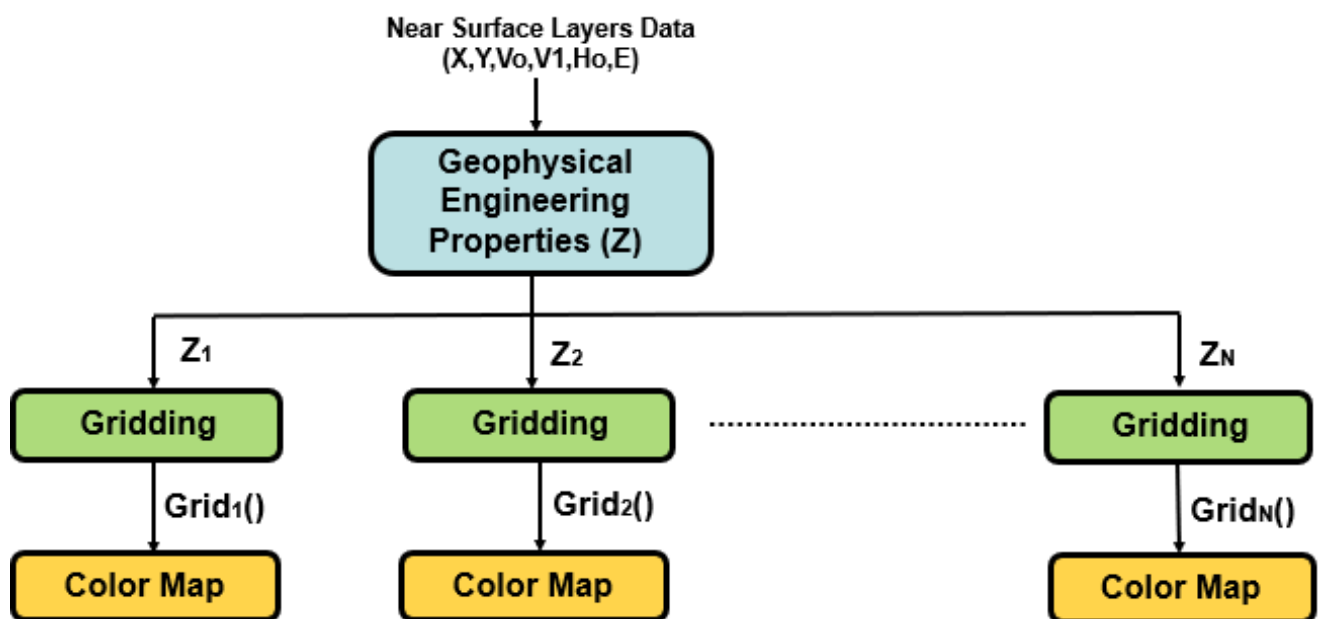 Near Surface Layers Data
(X,Y,Vo,V1,Ho,E)
Geophysical
Engineering
Properties (Z)
Z1
Z2
ZN
Gridding
Gridding
Gridding
Grid1()
Grid2()
GridN()
Color Map
Color Map
Color Map